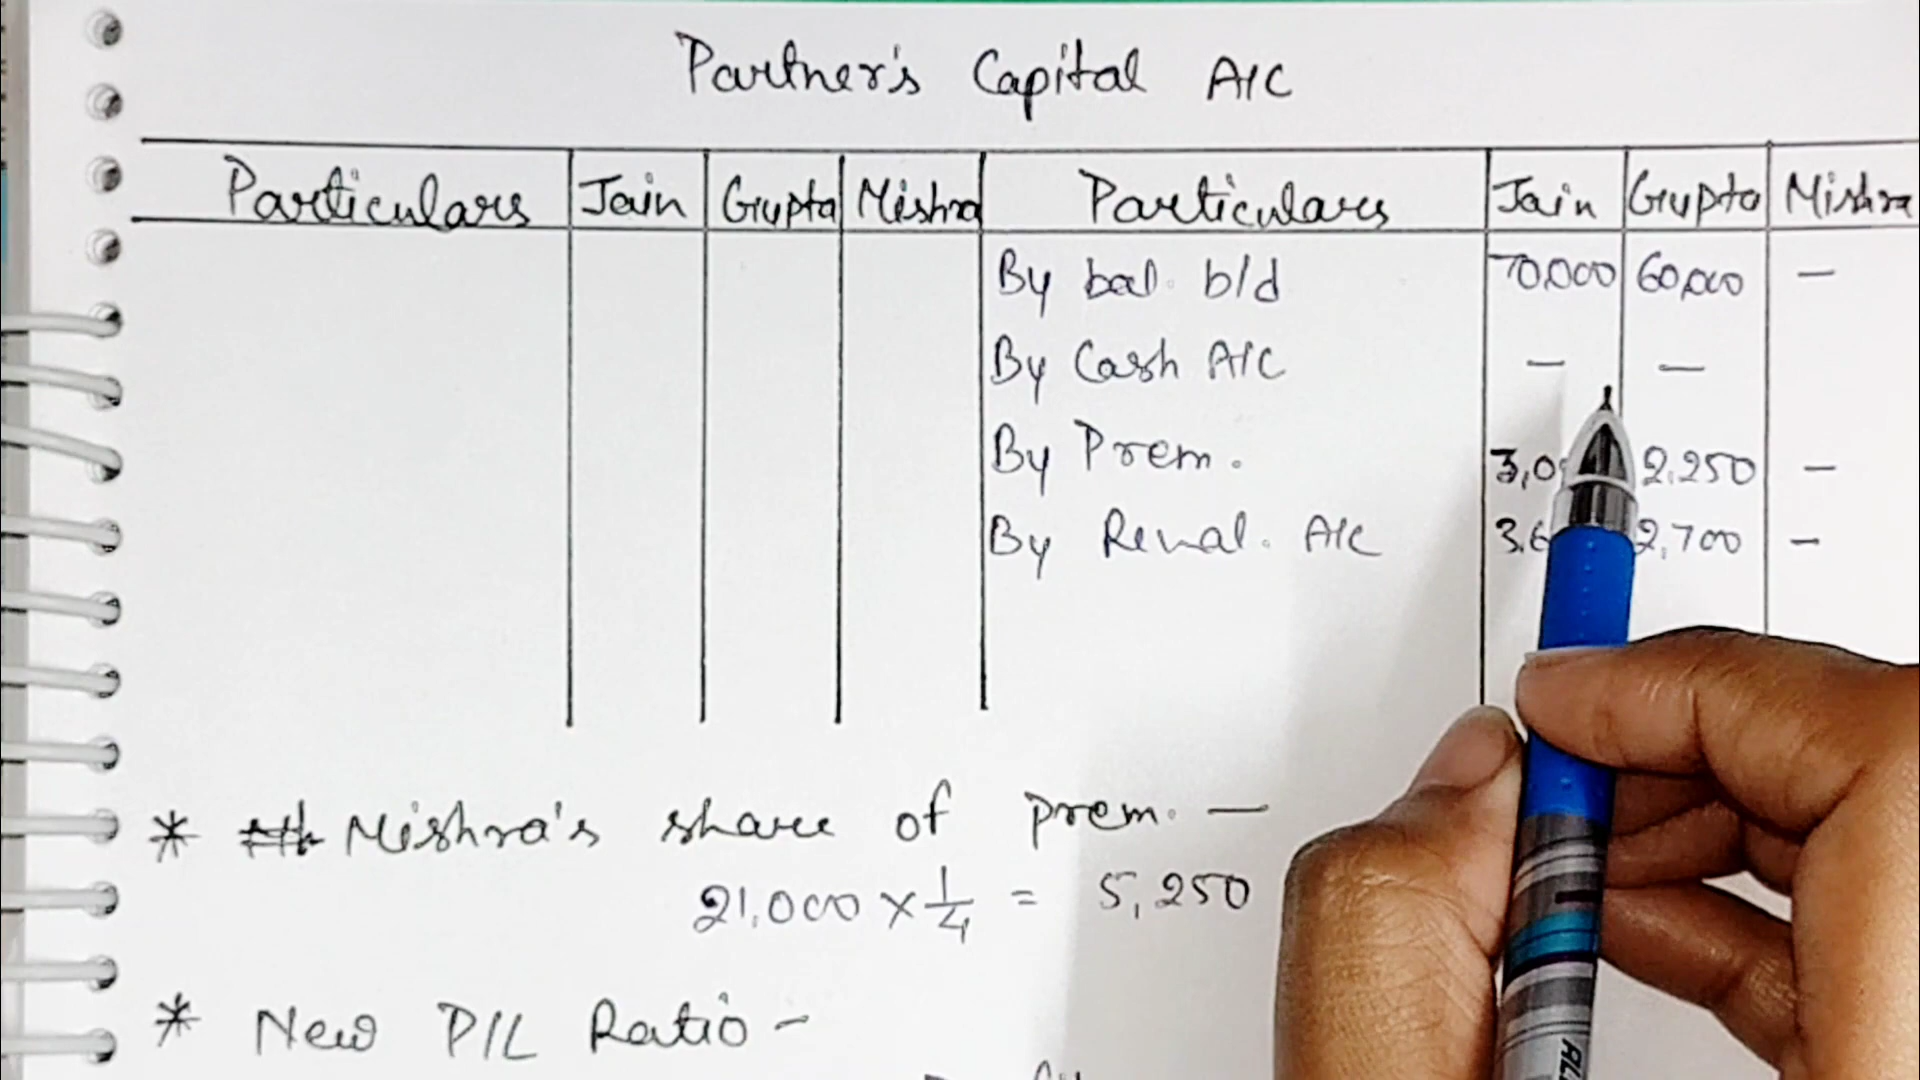 Partner's Capital A/C
Particulars Jain Gupta Mishra Particulars Jain Gupta Mishra
By bal. b/d 70,000 60,000 —
By Cash A/C — —
By Prem. 2,250 —
By Reval. A/C 2,700 —
* Mishra's share of prem. —
21,000 × 1/4 = 5,250
* New P/L Ratio -